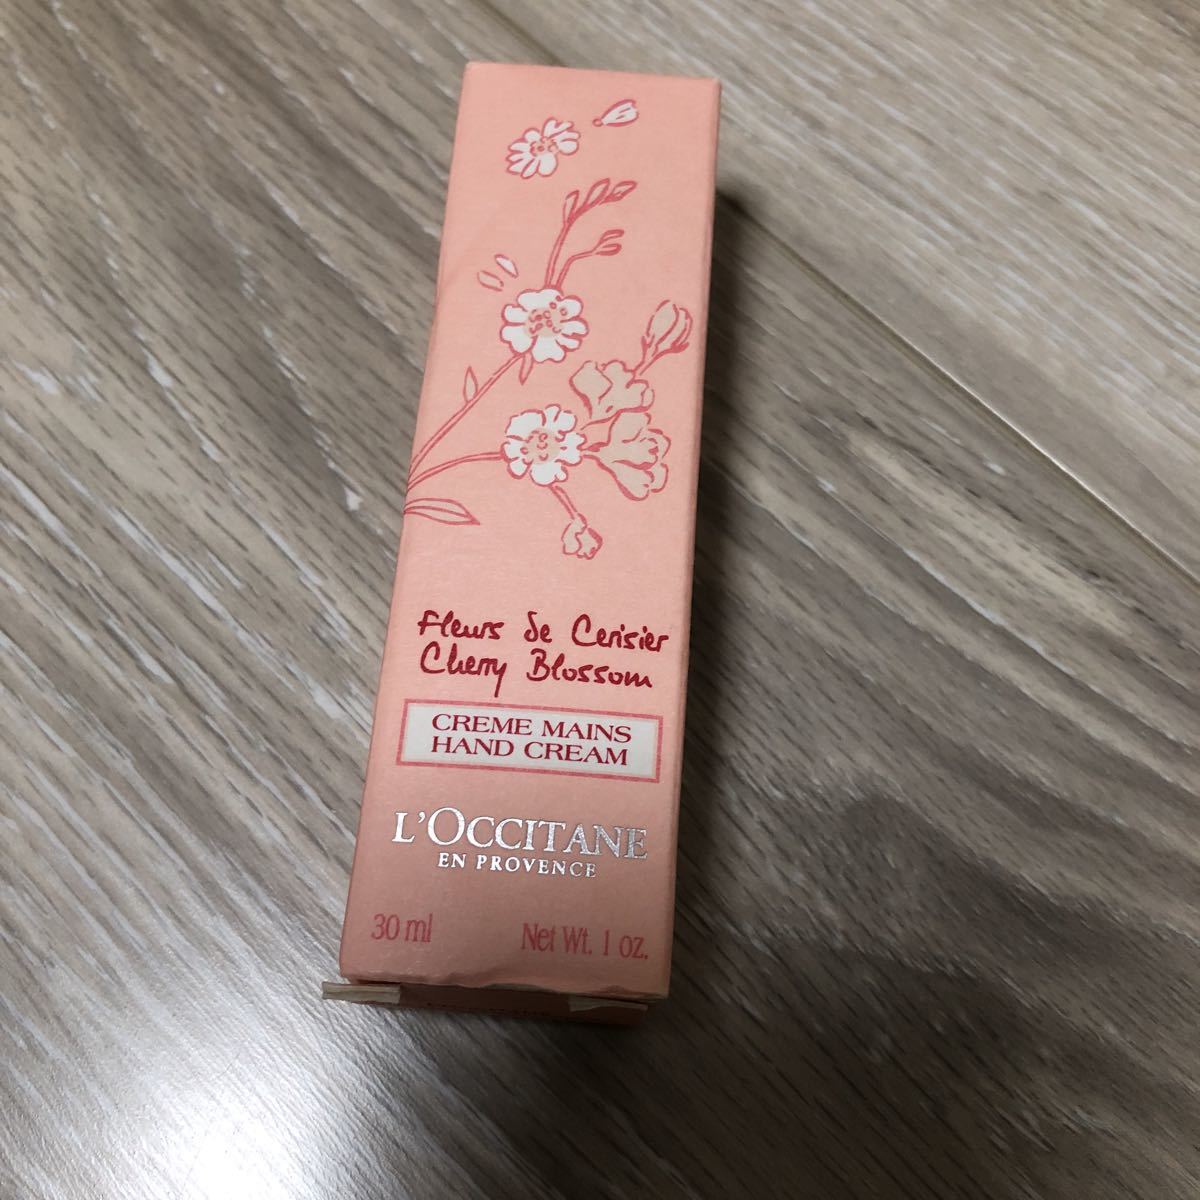 Fleurs de Cerisier
Cherry Blossom
CREME MAINS
HAND CREAM
L'OCCITANE
EN PROVENCE
30 ml Net Wt. 1 oz.